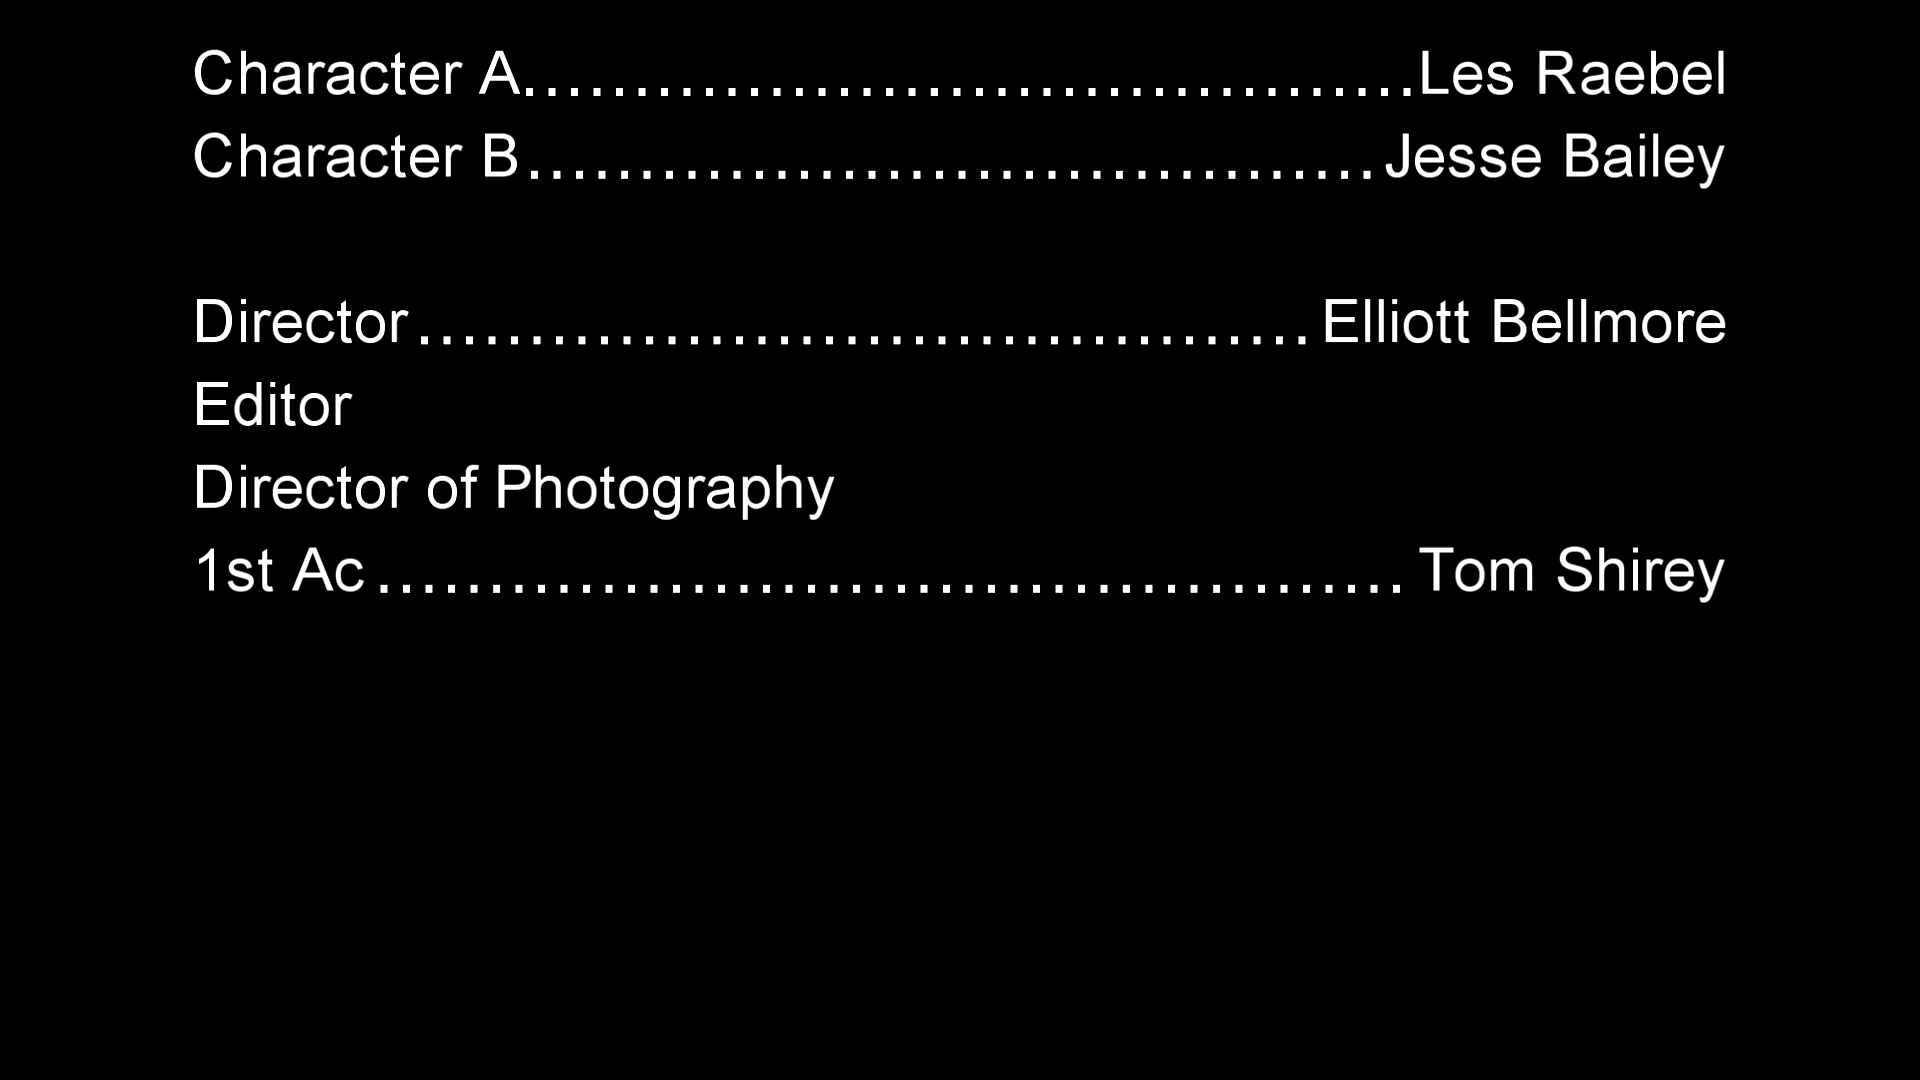 Character A.......................................Les Raebel
Character B......................................Jesse Bailey
Director........................................Elliott Bellmore
Editor
Director of Photography
1st Ac..............................................Tom Shirey